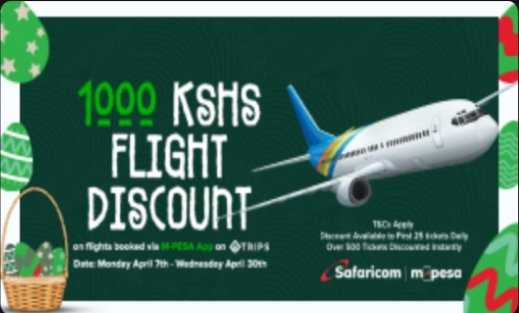 1000 KSHS
FLIGHT
DISCOUNT
on flights booked via M-PESA App on TRIPS
Date: Monday April 7th - Wednesday April 30th
T&Cs Apply
Discount Available to First 25 tickets Daily
Over 500 Tickets Discounted Instantly
Safaricom | m-pesa